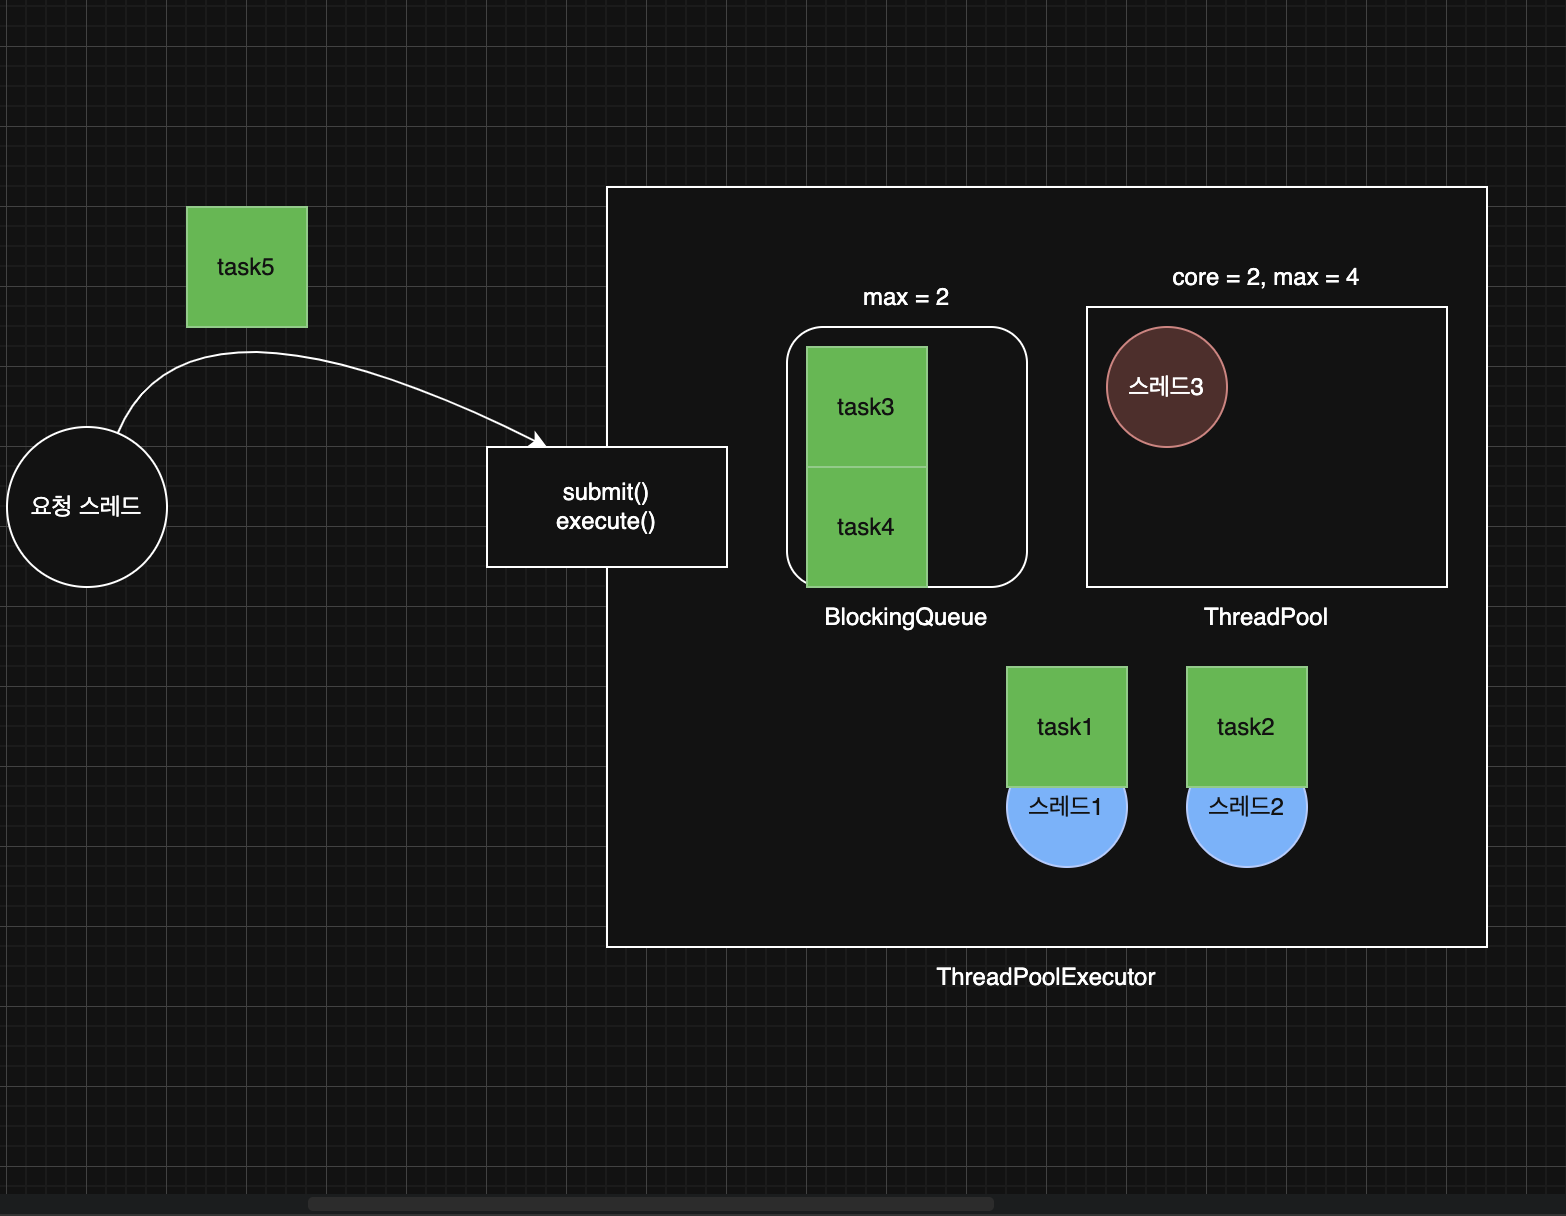 task5
요청 스레드
submit()
execute()
max = 2
task3
task4
BlockingQueue
core = 2, max = 4
스레드3
ThreadPool
task1
스레드1
task2
스레드2
ThreadPoolExecutor